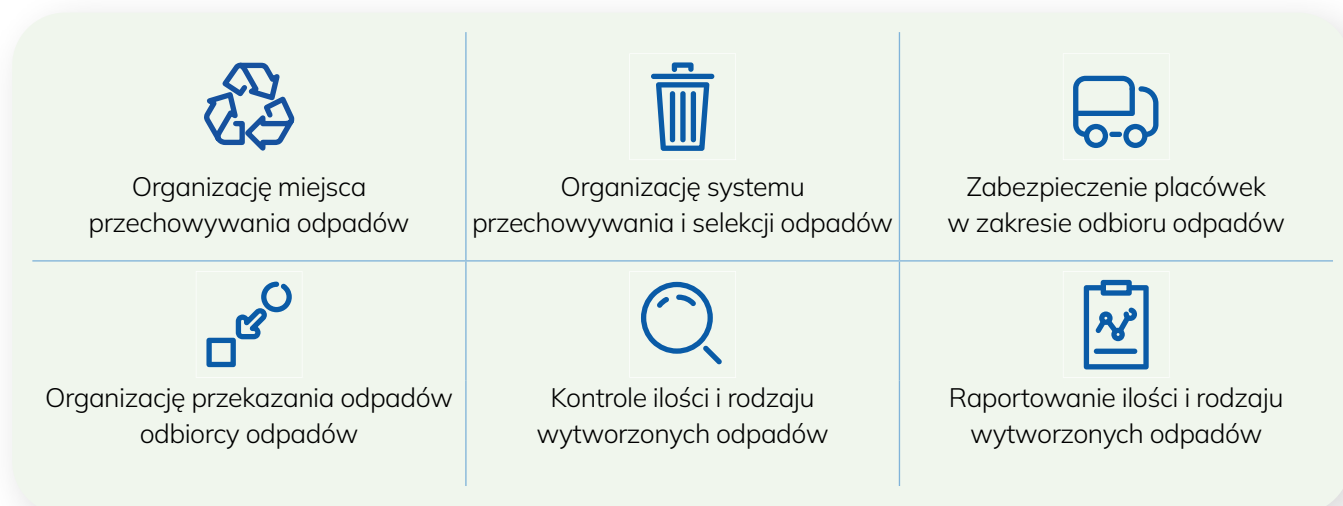 Organizację miejsca
przechowywania odpadów
Organizację systemu
przechowywania i selekcji odpadów
Zabezpieczenie placówek
w zakresie odbioru odpadów
Organizację przekazania odpadów
odbiorcy odpadów
Kontrole ilości i rodzaju
wytworzonych odpadów
Raportowanie ilości i rodzaju
wytworzonych odpadów